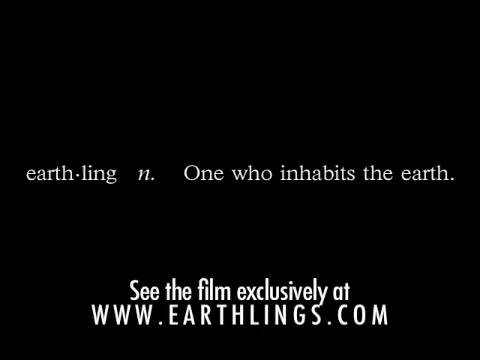 earth·ling n. One who inhabits the earth.
See the film exclusively at
WWW.EARTHLINGS.COM